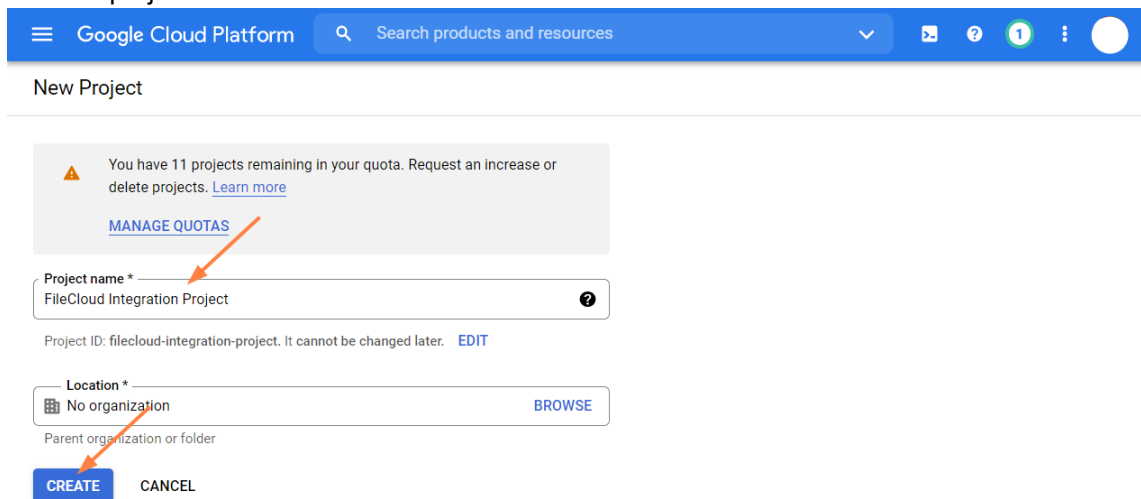 Google Cloud Platform
Search products and resources
1
New Project
You have 11 projects remaining in your quota. Request an increase or
delete projects. Learn more
MANAGE QUOTAS
Project name *
FileCloud Integration Project
Project ID: filecloud-integration-project. It cannot be changed later. EDIT
Location *
No organization BROWSE
Parent organization or folder
CREATE CANCEL